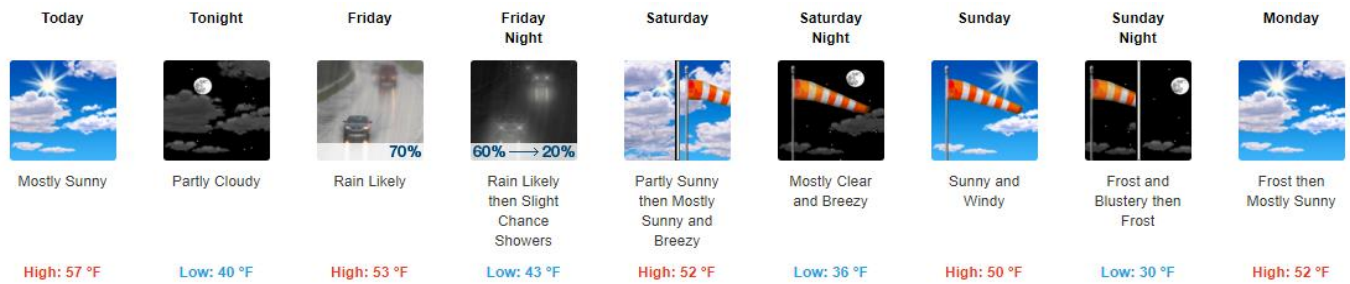 Today
Tonight
Friday
Friday
Night
Saturday
Saturday
Night
Sunday
Sunday
Night
Monday
70%
60% → 20%
Mostly Sunny
Partly Cloudy
Rain Likely
Rain Likely
then Slight
Chance
Showers
Partly Sunny
then Mostly
Sunny and
Breezy
Mostly Clear
and Breezy
Sunny and
Windy
Frost and
Blustery then
Frost
Frost then
Mostly Sunny
High: 57 °F
Low: 40 °F
High: 53 °F
Low: 43 °F
High: 52 °F
Low: 36 °F
High: 50 °F
Low: 30 °F
High: 52 °F